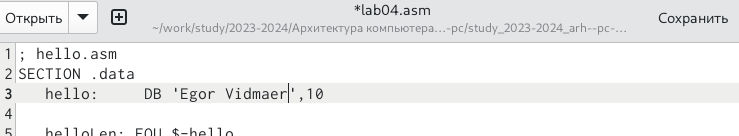 Открыть
*lab04.asm
~/work/study/2023-2024/Архитектура компьютера...-pc/study_2023-2024_arh--pc-...
Сохранить
1 ; hello.asm
2 SECTION .data
3 hello: DB 'Egor Vidmaer',10
4
5 helloLen: EQU $-hello